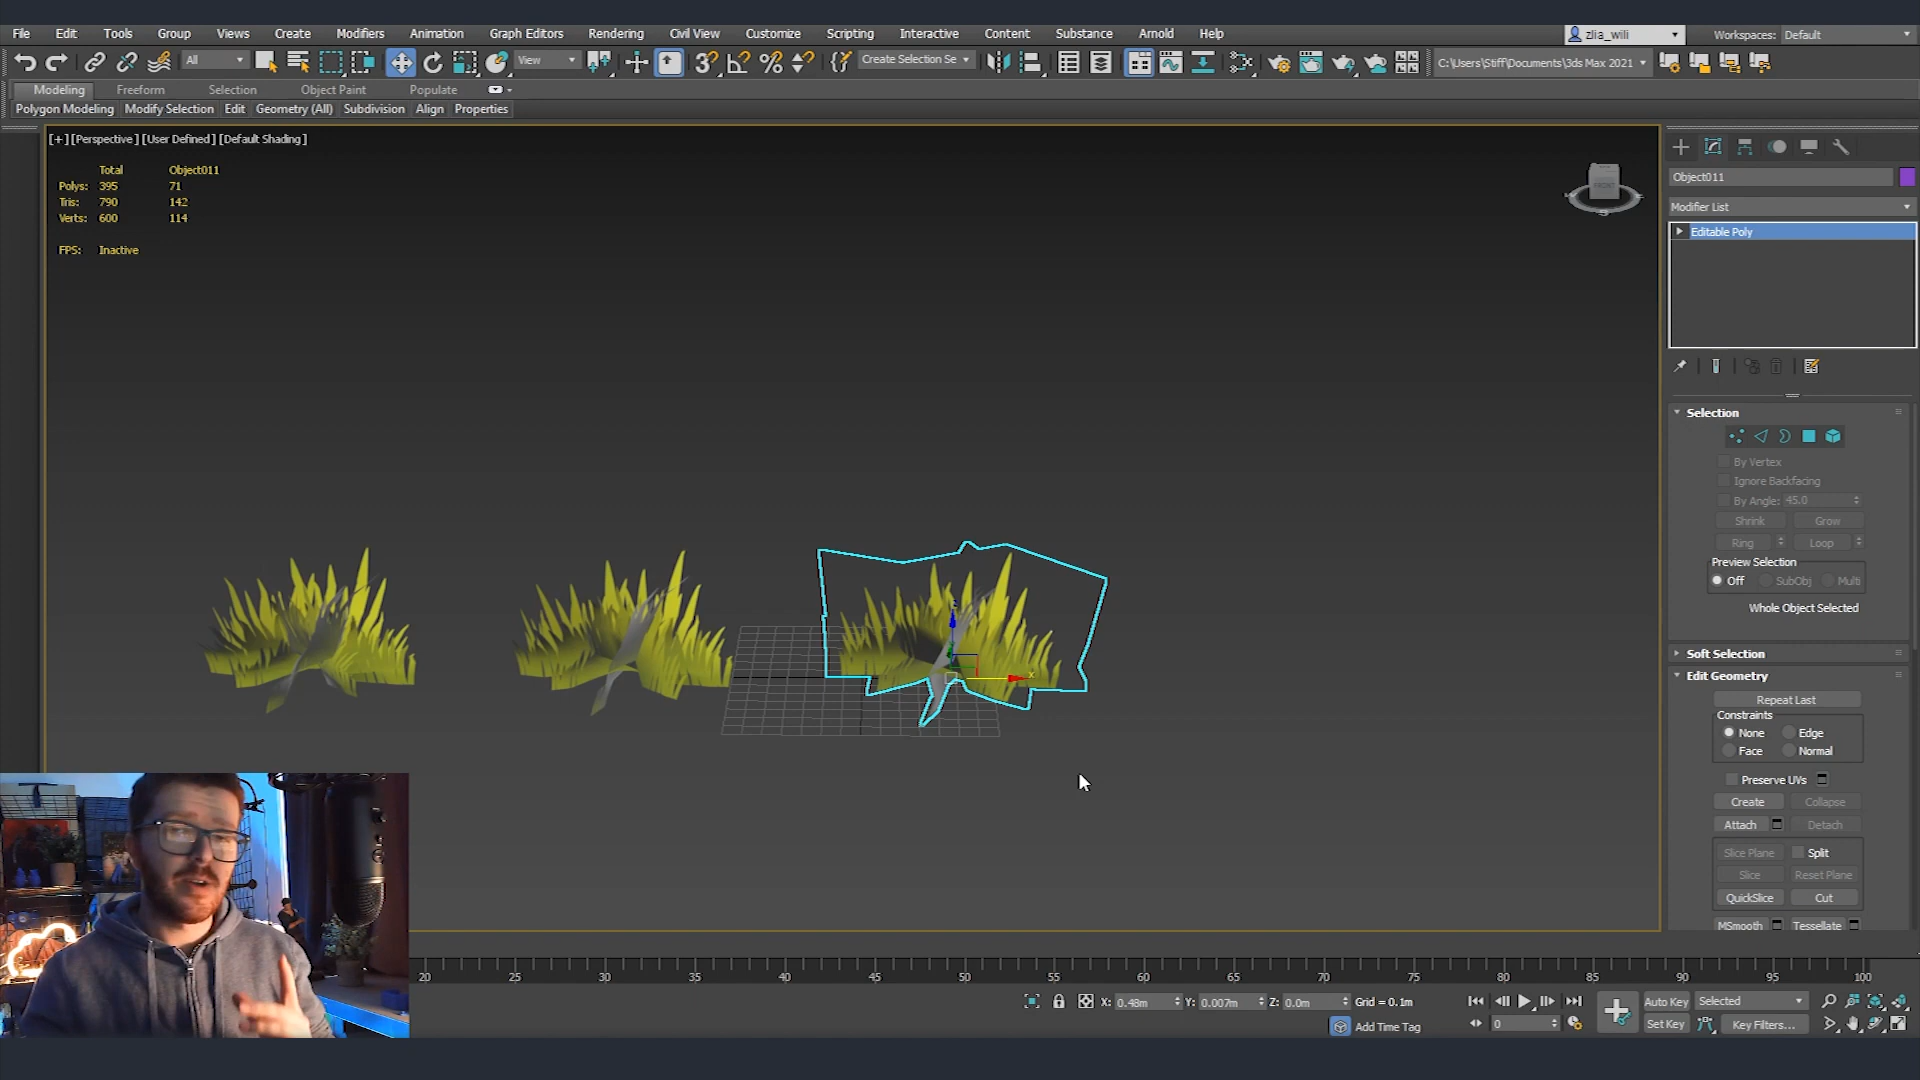 File Edit Tools Group Views Create Modifiers Animation Graph Editors Rendering Civil View Customize Scripting Interactive Content Substance Arnold Help zlia_wili Workspaces: Default
All View Create Selection Se C:\Users\Stiff\Documents\3ds Max 2021
Modeling Freeform Selection Object Paint Populate
Polygon Modeling Modify Selection Edit Geometry (All) Subdivision Align Properties
[+] [Perspective] [User Defined] [Default Shading]
Total Object011
Polys: 395 71
Tris: 790 142
Verts: 600 114
FPS: Inactive
FRONT
Object011
Modifier List
Editable Poly
Selection
By Vertex
Ignore Backfacing
By Angle: 45.0
Shrink Grow
Ring Loop
Preview Selection
Off SubObj Multi
Whole Object Selected
Soft Selection
Edit Geometry
Repeat Last
Constraints
None Edge
Face Normal
Preserve UVs
Create Collapse
Attach Detach
Slice Plane Split
Slice Reset Plane
QuickSlice Cut
MSmooth Tessellate
x
20 25 30 35 40 45 50 55 60 65 70 75 80 85 90 95 100
X: 0.48m Y: 0.007m Z: 0.0m Grid = 0.1m
Add Time Tag
0
Auto Key Selected
Set Key Key Filters...